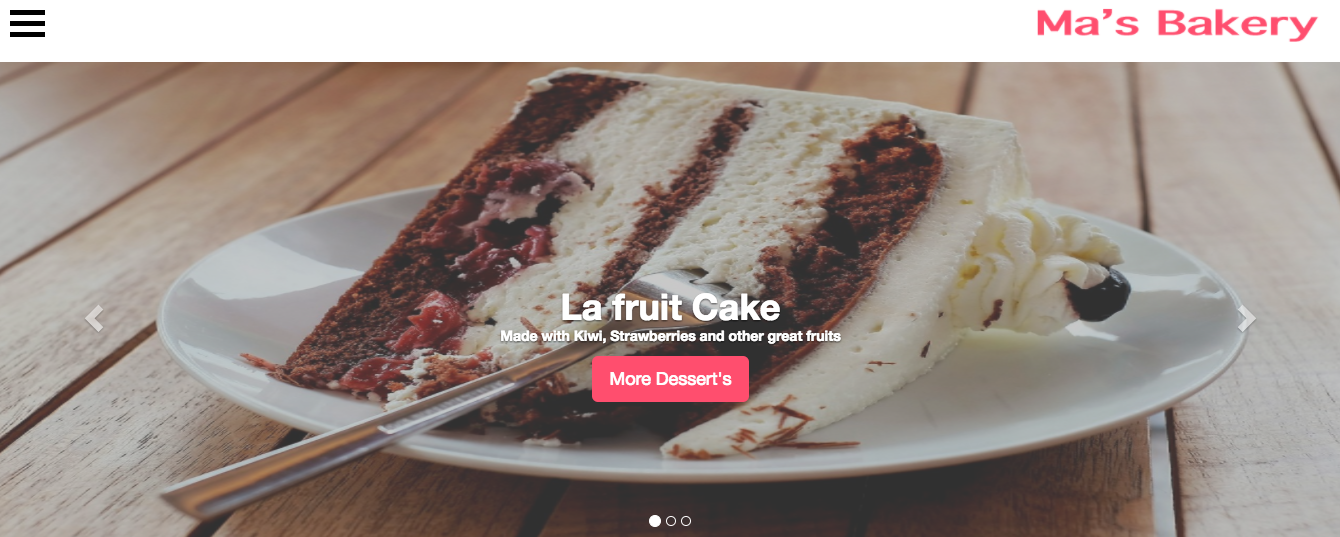 Ma's Bakery
La fruit Cake
Made with Kiwi, Strawberries and other great fruits
More Dessert's